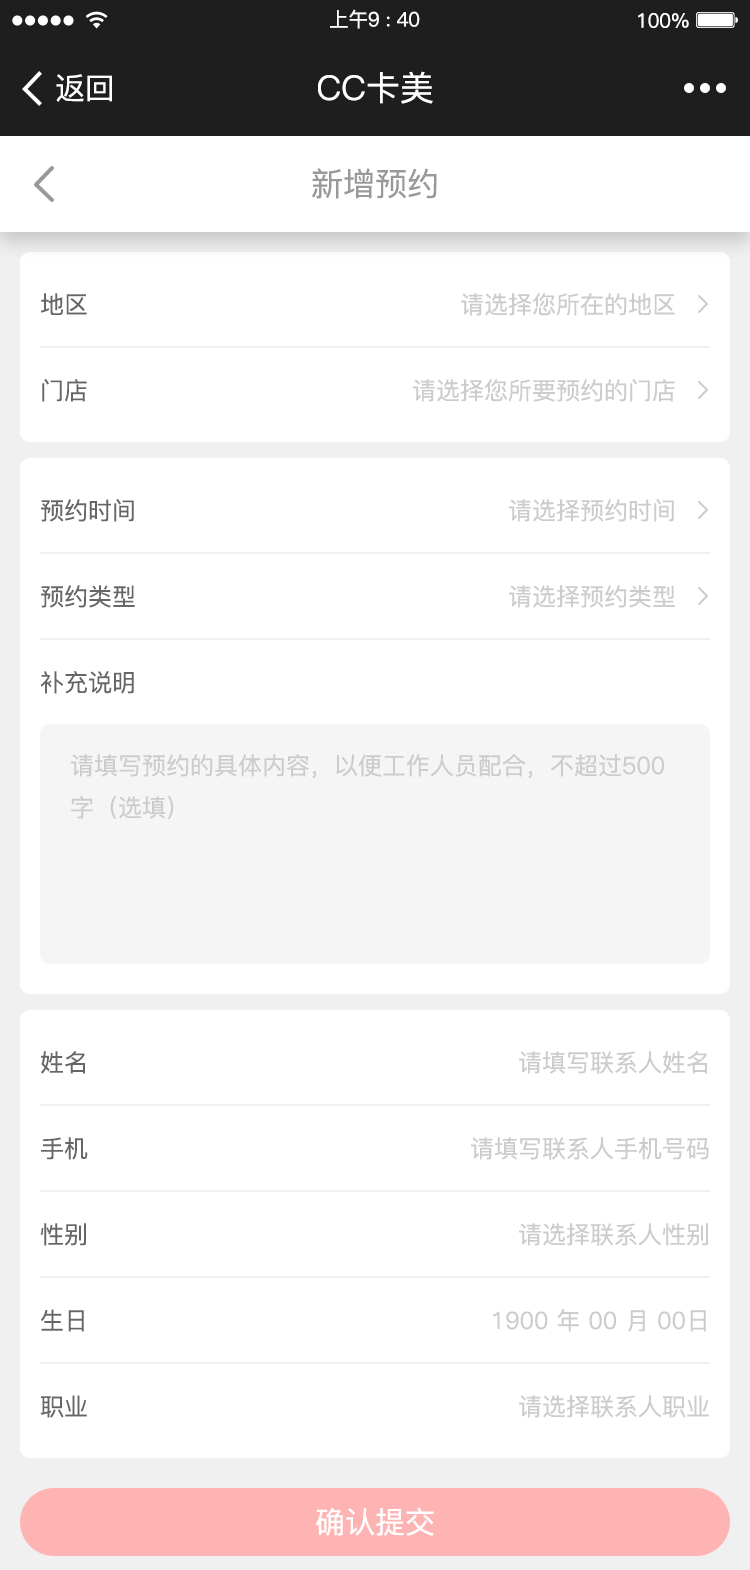 上午9 : 40
100%
返回
CC卡美
新增预约
地区
请选择您所在的地区
门店
请选择您所要预约的门店
预约时间
请选择预约时间
预约类型
请选择预约类型
补充说明
请填写预约的具体内容，以便工作人员配合，不超过500
字（选填）
姓名
请填写联系人姓名
手机
请填写联系人手机号码
性别
请选择联系人性别
生日
1900 年 00 月 00日
职业
请选择联系人职业
确认提交